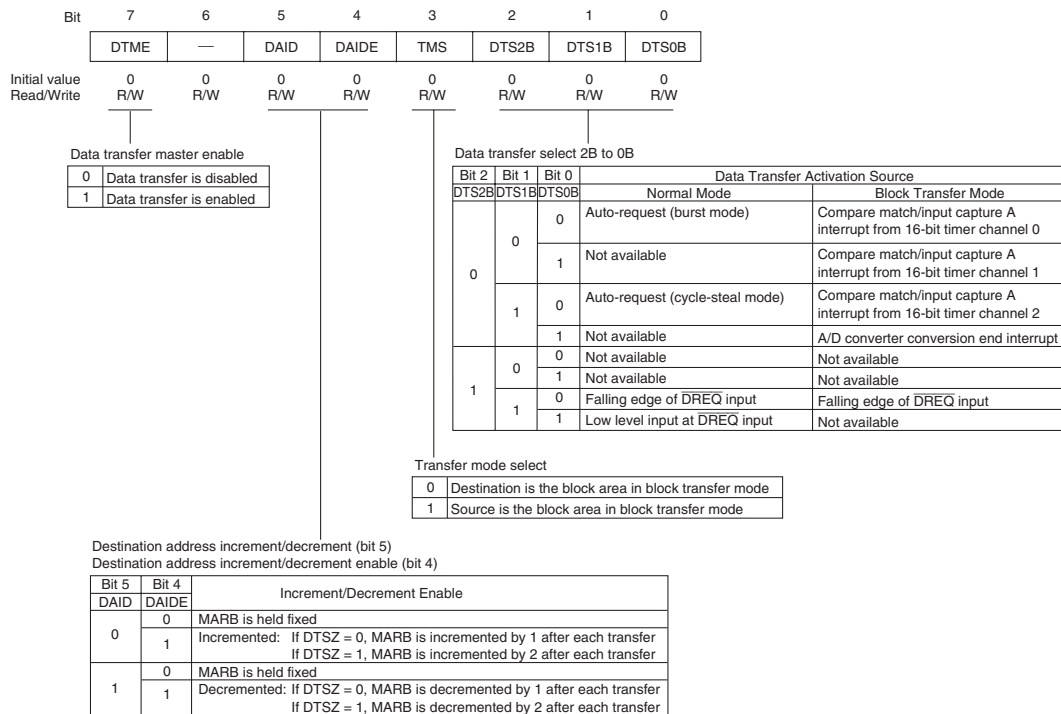 Bit 7 6 5 4 3 2 1 0
DTME — DAID DAIDE TMS DTS2B DTS1B DTS0B
Initial value 0 0 0 0 0 0 0 0
Read/Write R/W R/W R/W R/W R/W R/W R/W R/W
Data transfer master enable
0 Data transfer is disabled
1 Data transfer is enabled
Data transfer select 2B to 0B
Bit 2 Bit 1 Bit 0 Data Transfer Activation Source
DTS2B DTS1B DTS0B Normal Mode Block Transfer Mode
0 0 0 Auto-request (burst mode) Compare match/input capture A
interrupt from 16-bit timer channel 0
1 Not available Compare match/input capture A
interrupt from 16-bit timer channel 1
1 0 Auto-request (cycle-steal mode) Compare match/input capture A
interrupt from 16-bit timer channel 2
1 Not available A/D converter conversion end interrupt
1 0 0 Not available Not available
1 Not available Not available
1 0 Falling edge of DREQ input Falling edge of DREQ input
1 Low level input at DREQ input Not available
Transfer mode select
0 Destination is the block area in block transfer mode
1 Source is the block area in block transfer mode
Destination address increment/decrement (bit 5)
Destination address increment/decrement enable (bit 4)
Bit 5 Bit 4 Increment/Decrement Enable
DAID DAIDE
0 0 MARB is held fixed
1 Incremented: If DTSZ = 0, MARB is incremented by 1 after each transfer
If DTSZ = 1, MARB is incremented by 2 after each transfer
1 0 MARB is held fixed
1 Decremented: If DTSZ = 0, MARB is decremented by 1 after each transfer
If DTSZ = 1, MARB is decremented by 2 after each transfer